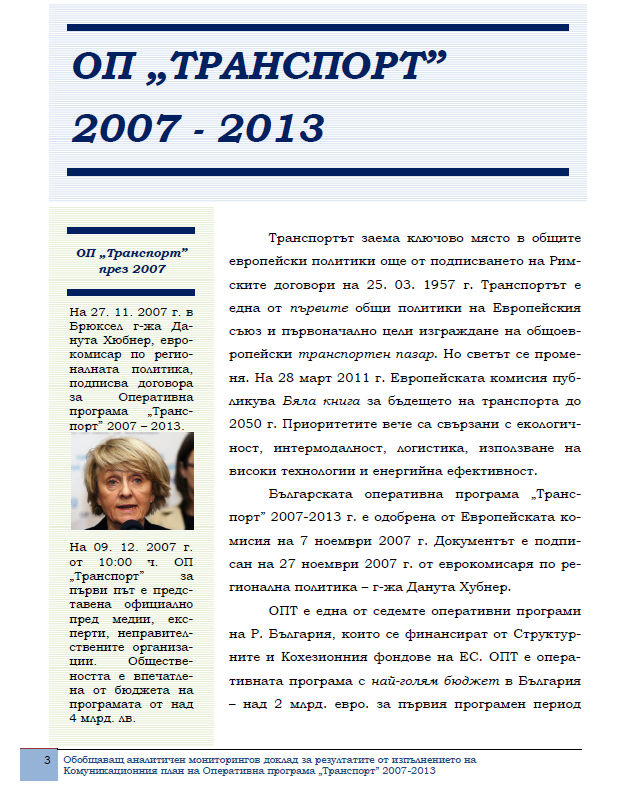 ОП „ТРАНСПОРТ”
2007 - 2013
ОП „Транспорт”
през 2007
На 27. 11. 2007 г. в
Брюксел г-жа Да-
нута Хюбнер, евро-
комисар по регио-
налната политика,
подписва договора
за Оперативна
програма „Транс-
порт” 2007 – 2013.
На 09. 12. 2007 г.
от 10:00 ч. ОП
„Транспорт” за
първи път е предс-
тавена официално
пред медии, екс-
перти, неправител-
ствените организа-
ции. Обществе-
ността е впечатле-
на от бюджета на
програмата от над
4 млрд. лв.
Транспортът заема ключово място в общите
европейски политики още от подписването на Рим-
ските договори на 25. 03. 1957 г. Транспортът е
една от първите общи политики на Европейския
съюз и първоначално цели изграждане на общоев-
ропейски транспортен пазар. Но светът се проме-
ня. На 28 март 2011 г. Европейската комисия пуб-
ликува Бяла книга за бъдещето на транспорта до
2050 г. Приоритетите вече са свързани с екологич-
ност, интермодалност, логистика, използване на
високи технологии и енергийна ефективност.
Българската оперативна програма „Транс-
порт” 2007-2013 г. е одобрена от Европейската ко-
мисия на 7 ноември 2007 г. Документът е подпи-
сан на 27 ноември 2007 г. от еврокомисаря по ре-
гионална политика – г-жа Данута Хубнер.
ОПТ е една от седемте оперативни програми
на Р. България, които се финансират от Структур-
ните и Кохезионния фондове на ЕС. ОПТ е опера-
тивната програма с най-голям бюджет в България
– над 2 млрд. евро. за първия програмен период
3 Обобщаващ аналитичен мониторингов доклад за резултатите от изпълнението на
Комуникационния план на Оперативна програма „Транспорт” 2007-2013